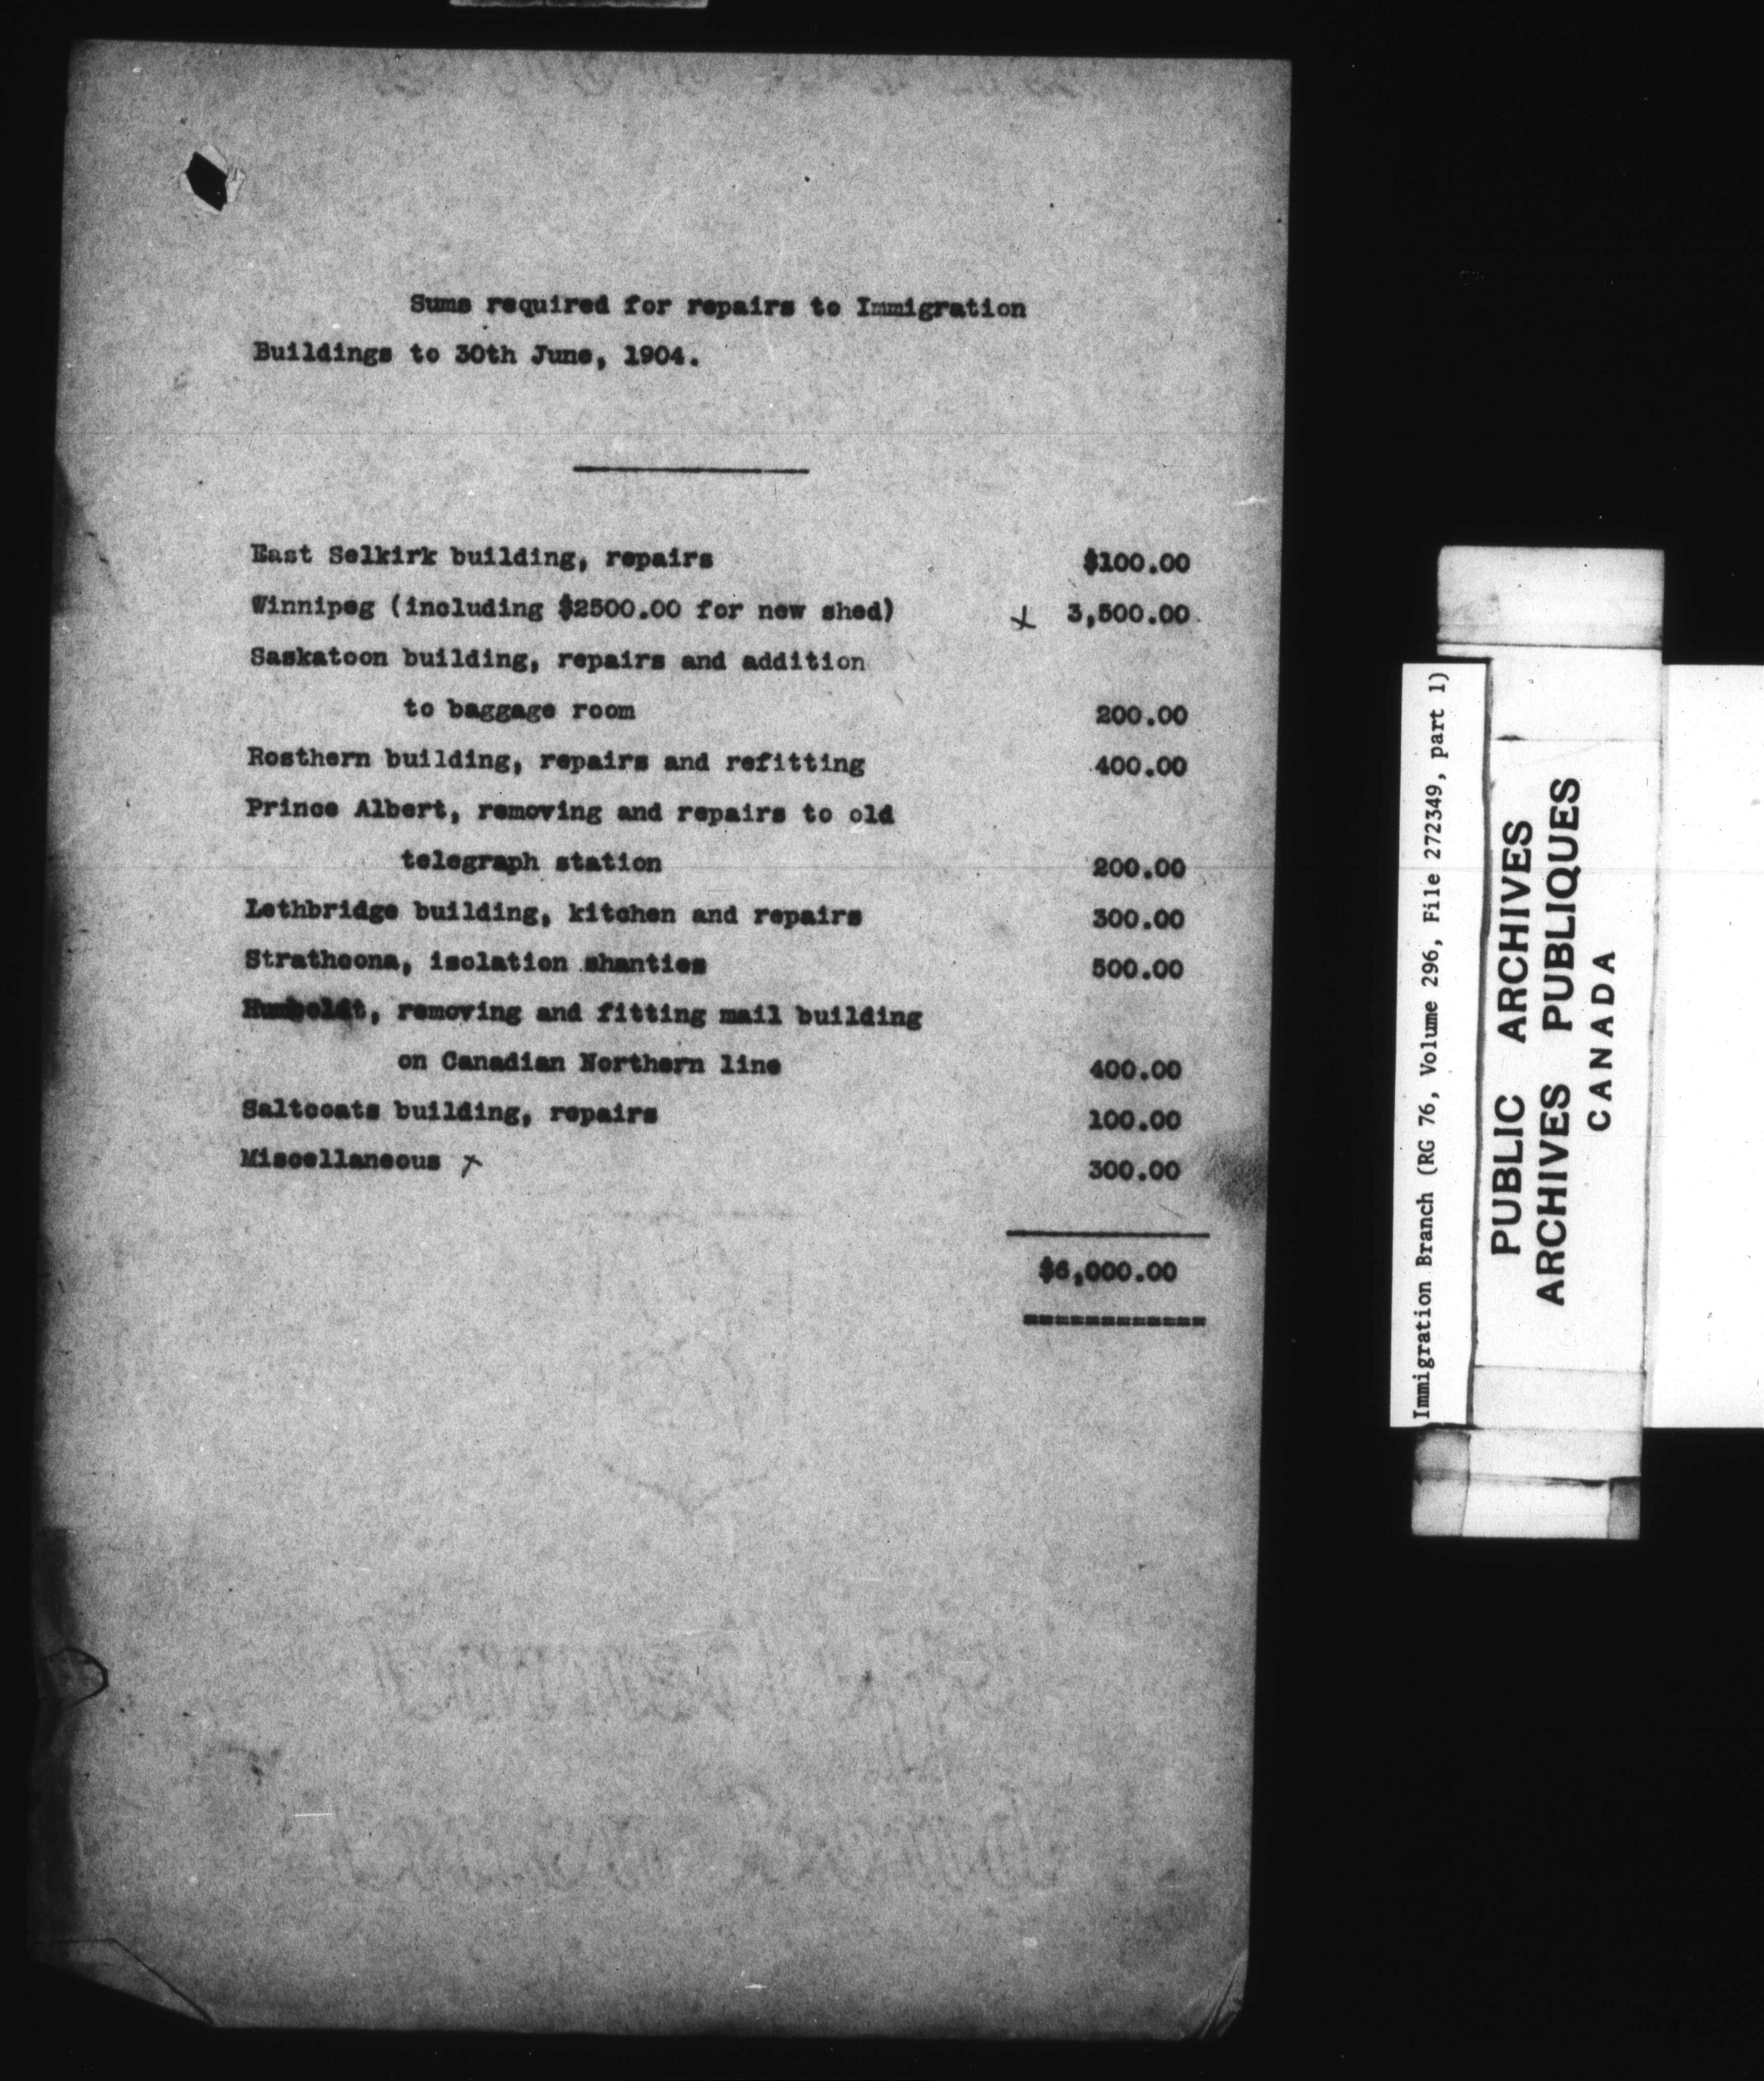 Sums required for repairs to Immigration
Buildings to 30th June, 1904.
East Selkirk building, repairs $100.00
Winnipeg (including $2500.00 for new shed) x 3,500.00
Saskatoon building, repairs and addition
to baggage room 200.00
Rosthern building, repairs and refitting 400.00
Prince Albert, removing and repairs to old
telegraph station 200.00
Lethbridge building, kitchen and repairs 300.00
Strathcona, isolation shanties 500.00
Humboldt, removing and fitting mail building
on Canadian Northern line 400.00
Saltcoats building, repairs 100.00
Miscellaneous x 300.00
$6,000.00
Immigration Branch (RG 76, Volume 296, File 272349, part 1)
PUBLIC ARCHIVES
ARCHIVES PUBLIQUES
CANADA